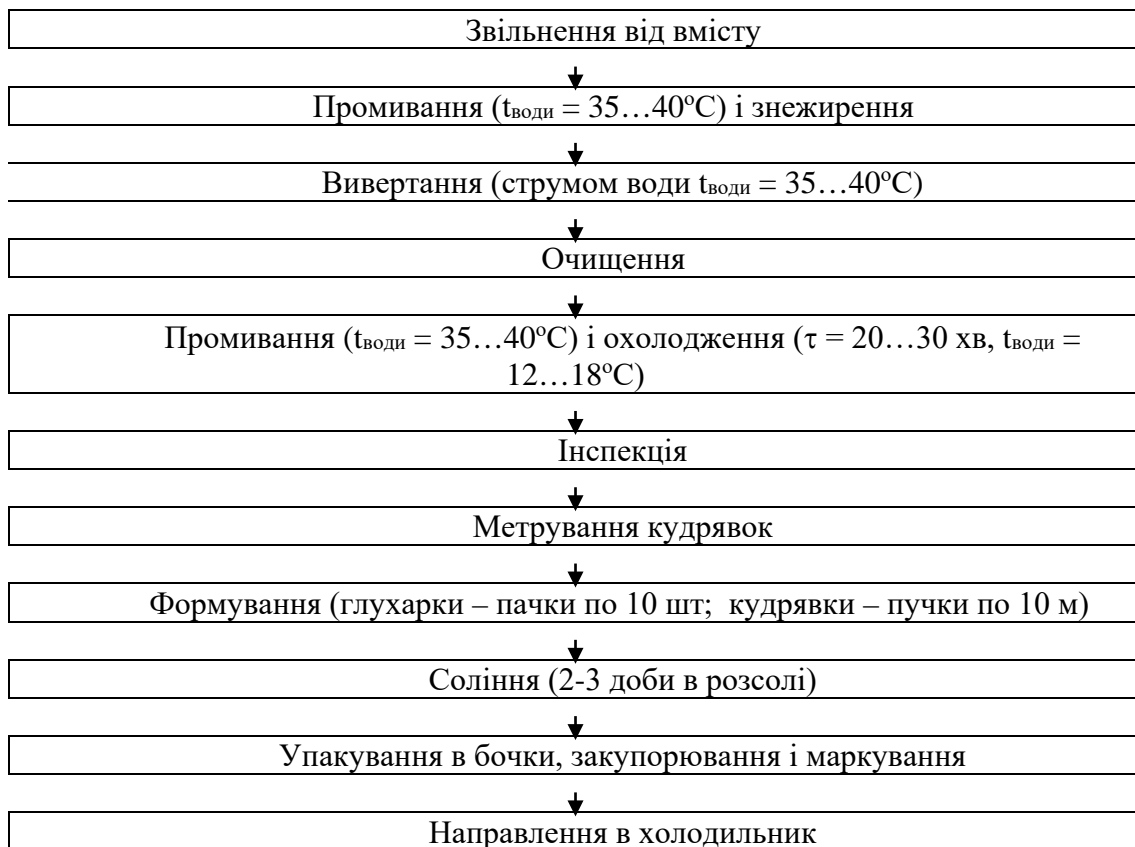 Звільнення від вмісту
Промивання (tводи = 35…40ºС) і знежирення
Вивертання (струмом води tводи = 35…40ºС)
Очищення
Промивання (tводи = 35…40ºС) і охолодження (τ = 20…30 хв, tводи =
12…18ºС)
Інспекція
Метрування кудрявок
Формування (глухарки – пачки по 10 шт;  кудрявки – пучки по 10 м)
Соління (2-3 доби в розсолі)
Упакування в бочки, закупорювання і маркування
Направлення в холодильник